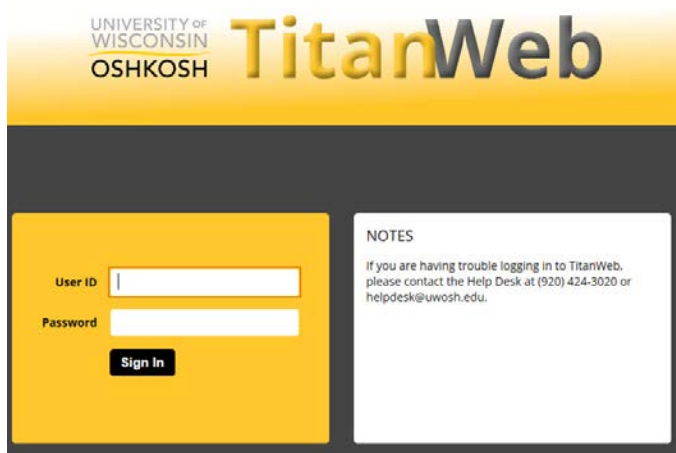 UNIVERSITY OF
WISCONSIN
OSHKOSH
TitanWeb
User ID
Password
Sign In
NOTES
If you are having trouble logging in to TitanWeb,
please contact the Help Desk at (920) 424-3020 or
helpdesk@uwosh.edu.